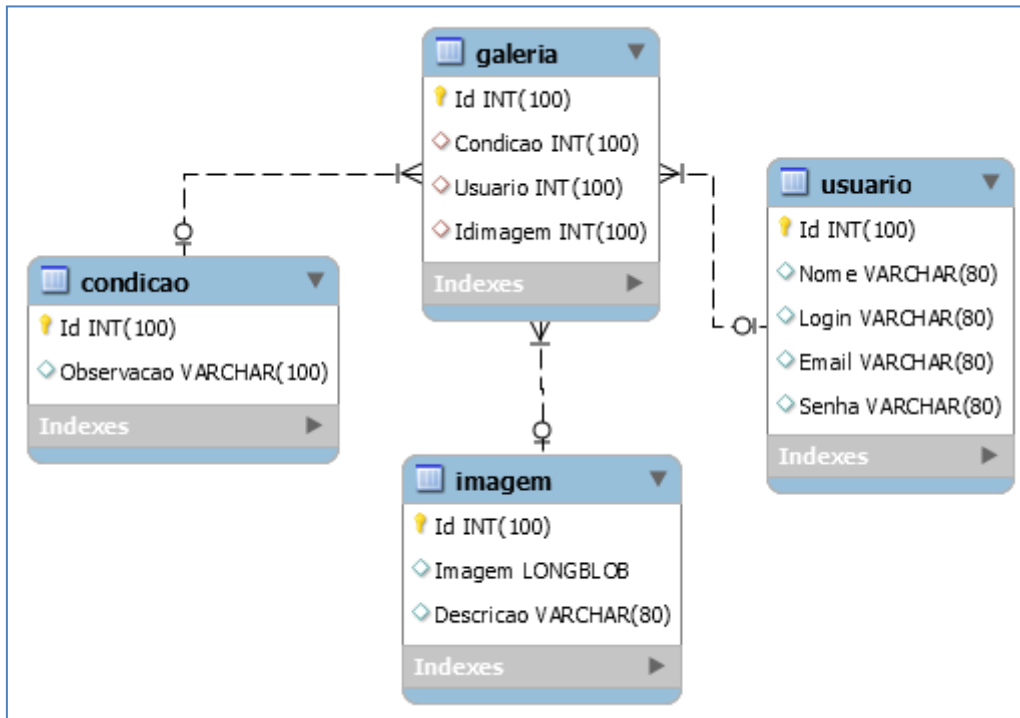 galeria
Id INT(100)
Condicao INT(100)
Usuario INT(100)
Idimagem INT(100)
Indexes
condicao
Id INT(100)
Observacao VARCHAR(100)
Indexes
usuario
Id INT(100)
Nome VARCHAR(80)
Login VARCHAR(80)
Email VARCHAR(80)
Senha VARCHAR(80)
Indexes
imagem
Id INT(100)
Imagem LONGBLOB
Descricao VARCHAR(80)
Indexes